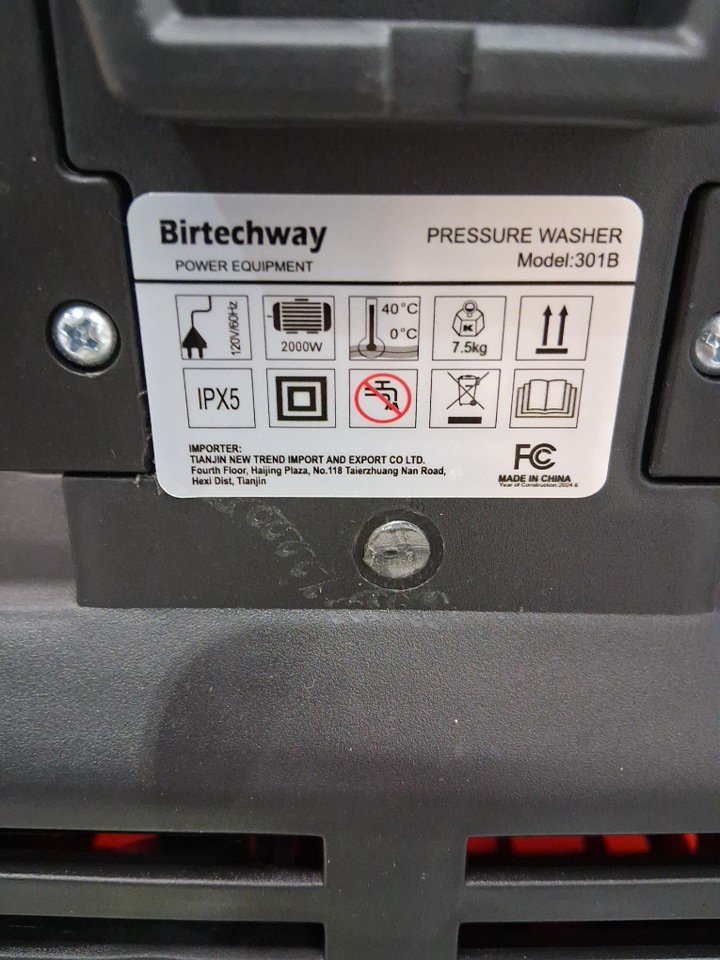 Birtechway
POWER EQUIPMENT
PRESSURE WASHER
Model:301B
120V/60Hz
2000W
40°C
0°C
K
7.5kg
IPX5
IMPORTER:
TIANJIN NEW TREND IMPORT AND EXPORT CO LTD.
Fourth Floor, Haijing Plaza, No.118 Taierzhuang Nan Road,
Hexi Dist, Tianjin
FC
MADE IN CHINA
Year of Construction:2024.6